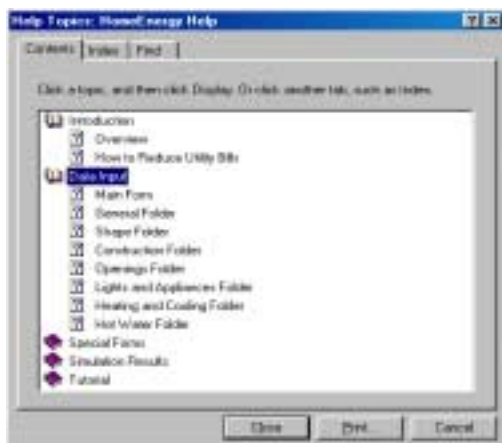 Help Topics: HomeEnergy Help
Contents Index Find
Click a topic, and then click Display. Or click another tab, such as Index.
Introduction
Overview
How to Reduce Utility Bills
Data Input
Main Form
General Folder
Shape Folder
Construction Folder
Openings Folder
Lights and Appliances Folder
Heating and Cooling Folder
Hot Water Folder
Special Forms
Simulation Results
Tutorial
Close Print... Cancel